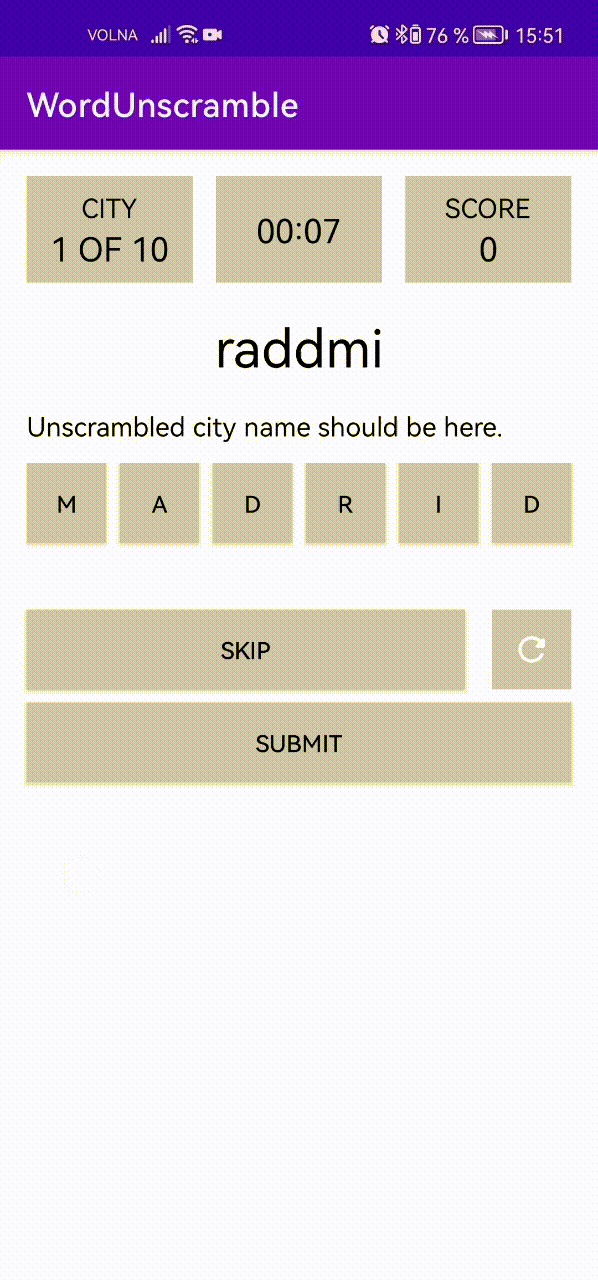 VOLNA 76 % 15:51
WordUnscramble
CITY
1 OF 10
00:07
SCORE
0
raddmi
Unscrambled city name should be here.
M A D R I D
SKIP
SUBMIT